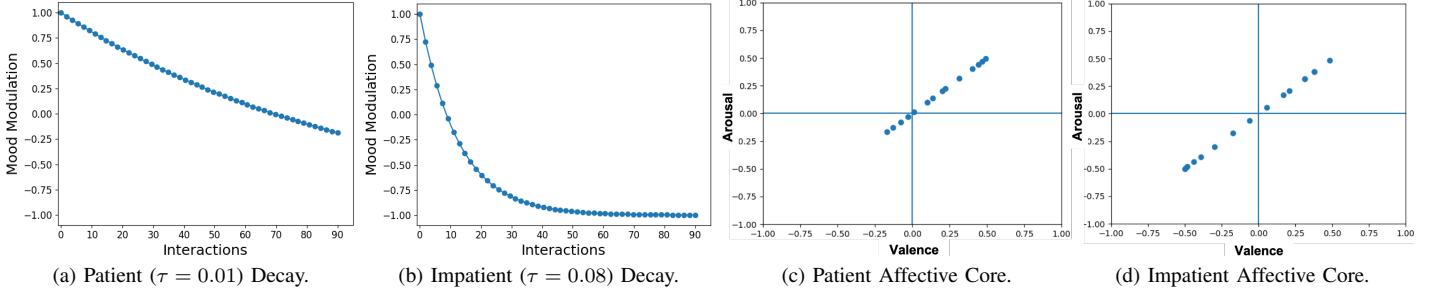 1.00
0.75
0.50
0.25
0.00
−0.25
−0.50
−0.75
−1.00
Mood Modulation
0 10 20 30 40 50 60 70 80 90
Interactions
(a) Patient (τ = 0.01) Decay.
1.00
0.75
0.50
0.25
0.00
−0.25
−0.50
−0.75
−1.00
Mood Modulation
0 10 20 30 40 50 60 70 80 90
Interactions
(b) Impatient (τ = 0.08) Decay.
1.00
0.75
0.50
0.25
0.00
−0.25
−0.50
−0.75
−1.00
Arousal
−1.00 −0.75 −0.50 −0.25 0.00 0.25 0.50 0.75 1.00
Valence
(c) Patient Affective Core.
1.00
0.75
0.50
0.25
0.00
−0.25
−0.50
−0.75
−1.00
Arousal
−1.00 −0.75 −0.50 −0.25 0.00 0.25 0.50 0.75 1.00
Valence
(d) Impatient Affective Core.